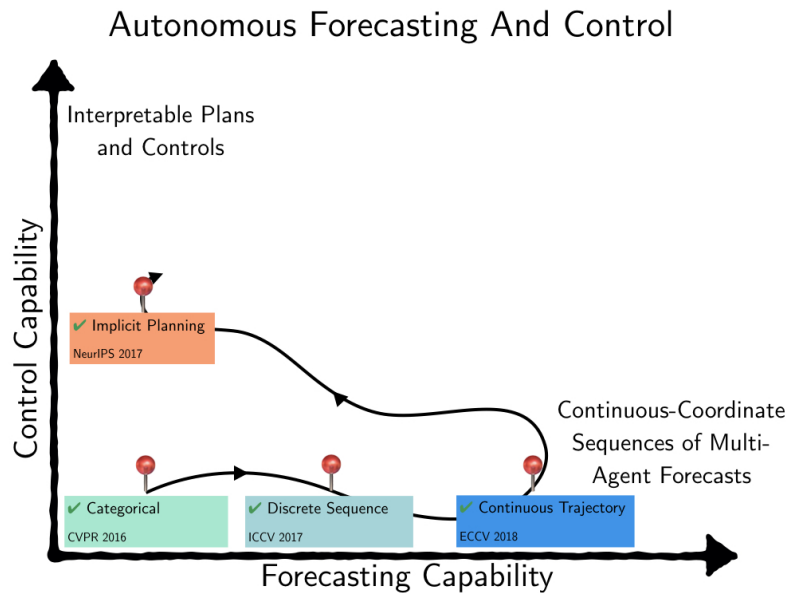 Autonomous Forecasting And Control
Interpretable Plans
and Controls
Control Capability
✔ Implicit Planning
NeurIPS 2017
Continuous-Coordinate
Sequences of Multi-
Agent Forecasts
✔ Categorical
CVPR 2016
✔ Discrete Sequence
ICCV 2017
✔ Continuous Trajectory
ECCV 2018
Forecasting Capability